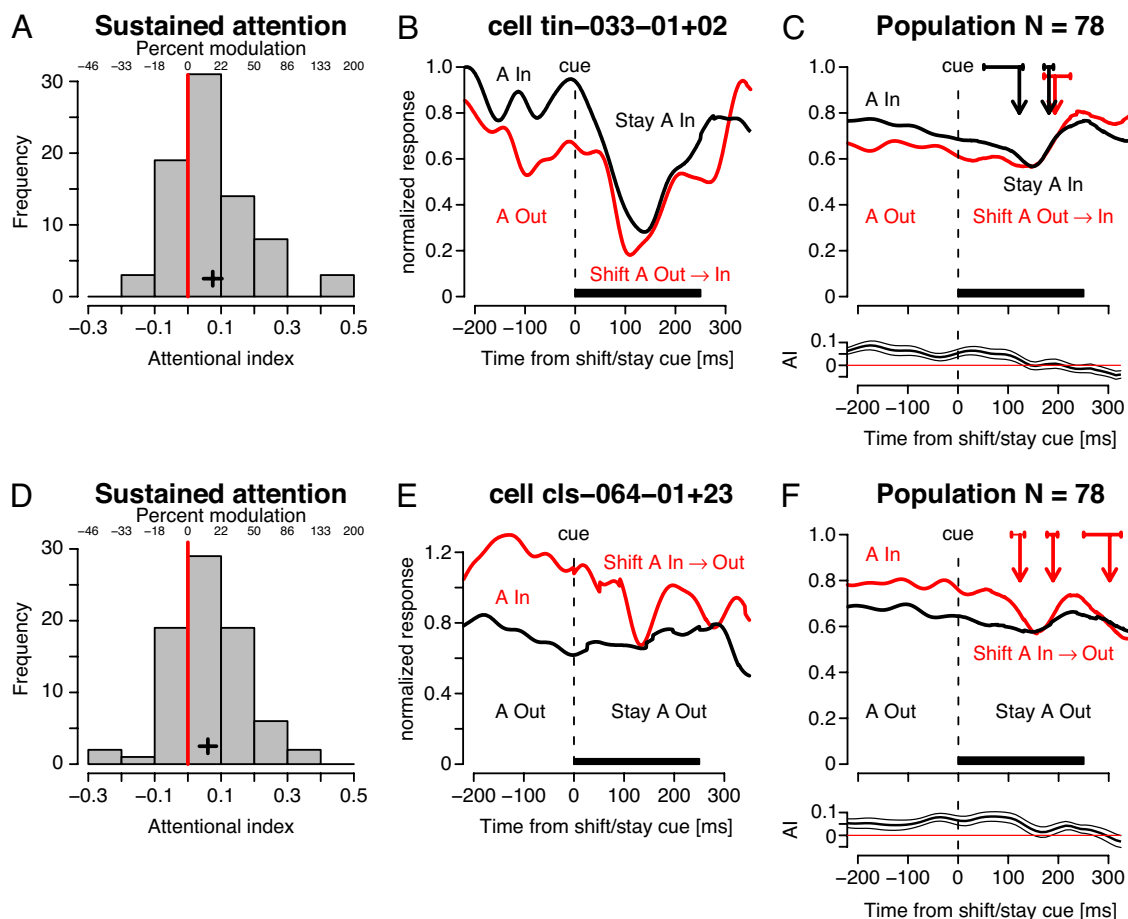 A
Sustained attention
Percent modulation
−46 −33 −18 0 22 50 86 133 200
Frequency
30
20
10
0
−0.3 −0.1 0.1 0.3 0.5
Attentional index
B
cell tin−033−01+02
cue
A In
Stay A In
A Out
Shift A Out → In
normalized response
1.0
0.8
0.6
0.4
0.2
0
−200 −100 0 100 200 300
Time from shift/stay cue [ms]
C
Population N = 78
cue
A In
Stay A In
A Out
Shift A Out → In
1.0
0.8
0.6
0.4
0.2
0
AI
0.1
0
−200 −100 0 100 200 300
Time from shift/stay cue [ms]
D
Sustained attention
Percent modulation
−46 −33 −18 0 22 50 86 133 200
Frequency
30
20
10
0
−0.3 −0.1 0.1 0.3 0.5
Attentional index
E
cell cls−064−01+23
cue
Shift A In → Out
A In
A Out
Stay A Out
normalized response
1.2
0.8
0.4
0
−200 −100 0 100 200 300
Time from shift/stay cue [ms]
F
Population N = 78
cue
A In
Shift A In → Out
A Out
Stay A Out
1.0
0.8
0.6
0.4
0.2
0
AI
0.1
0
−200 −100 0 100 200 300
Time from shift/stay cue [ms]